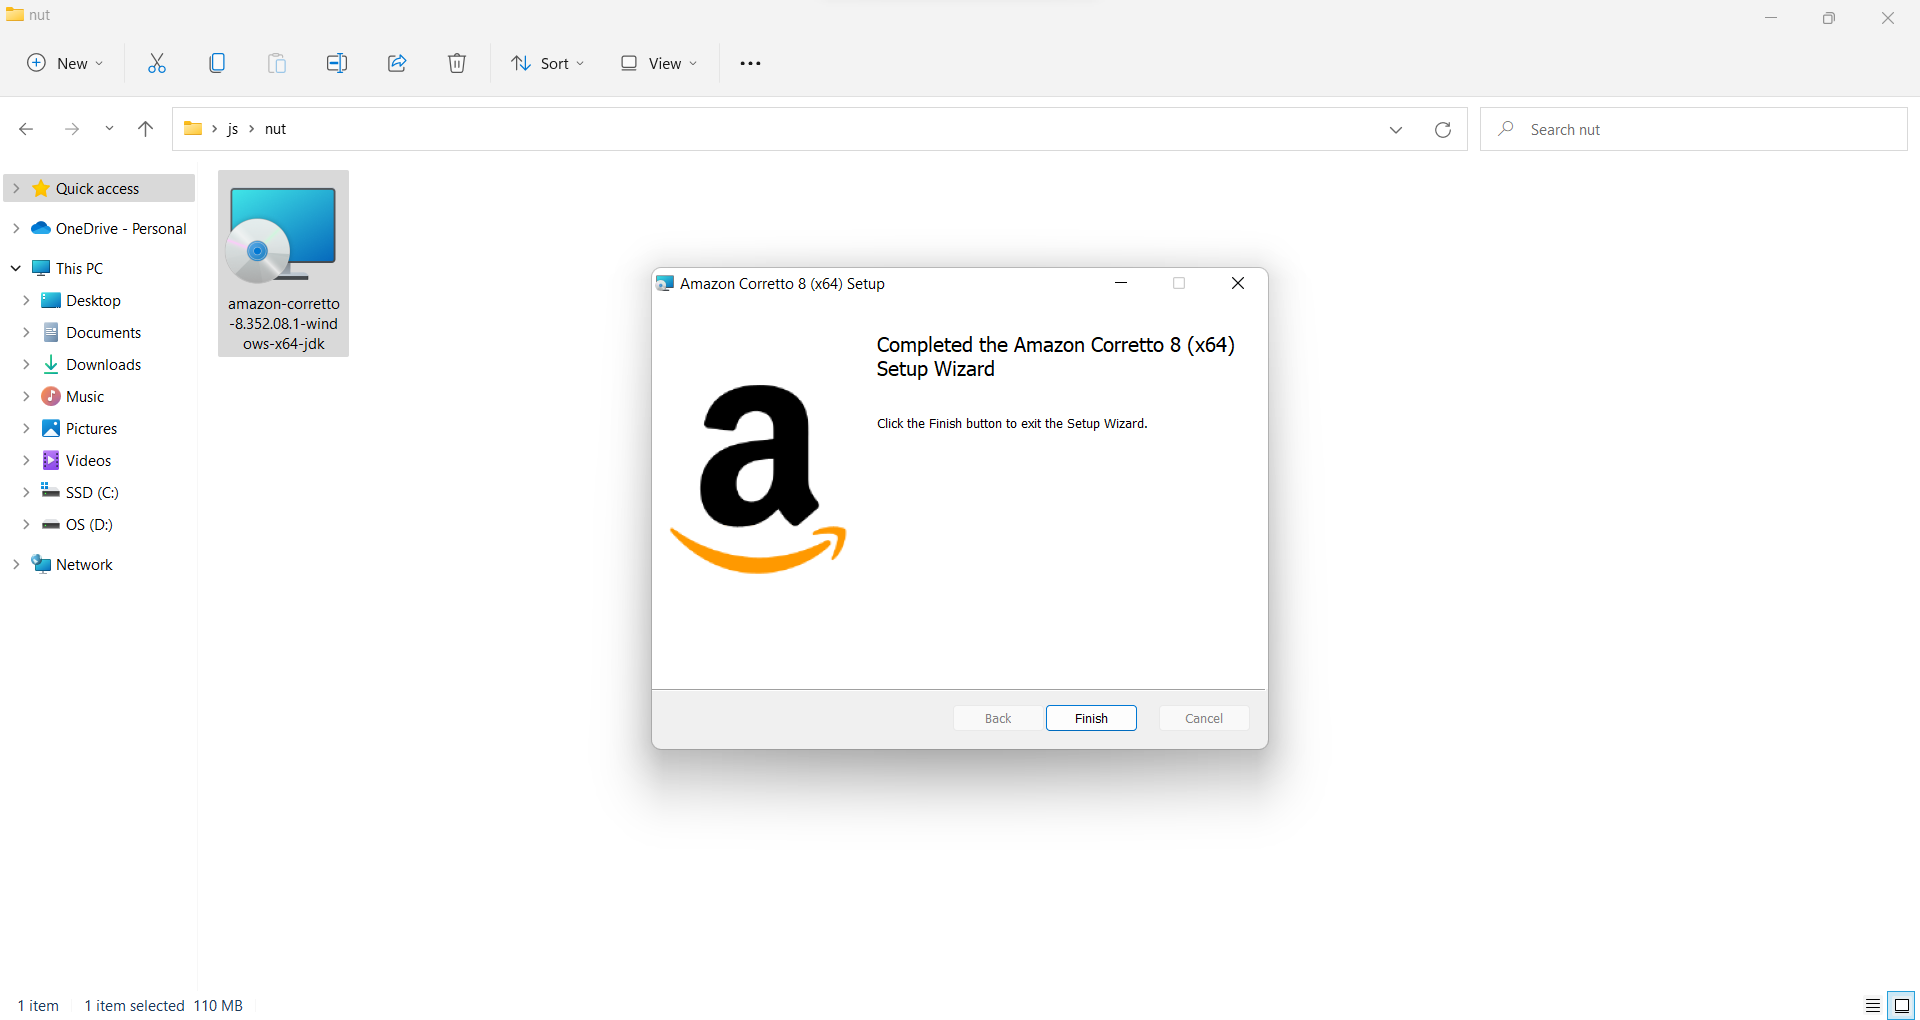 nut
New
Sort
View
js
nut
Search nut
Quick access
OneDrive - Personal
This PC
Desktop
Documents
Downloads
Music
Pictures
Videos
SSD (C:)
OS (D:)
Network
amazon-corretto
-8.352.08.1-wind
ows-x64-jdk
Amazon Corretto 8 (x64) Setup
Completed the Amazon Corretto 8 (x64)
Setup Wizard
Click the Finish button to exit the Setup Wizard.
a
Back
Finish
Cancel
1 item
1 item selected 110 MB